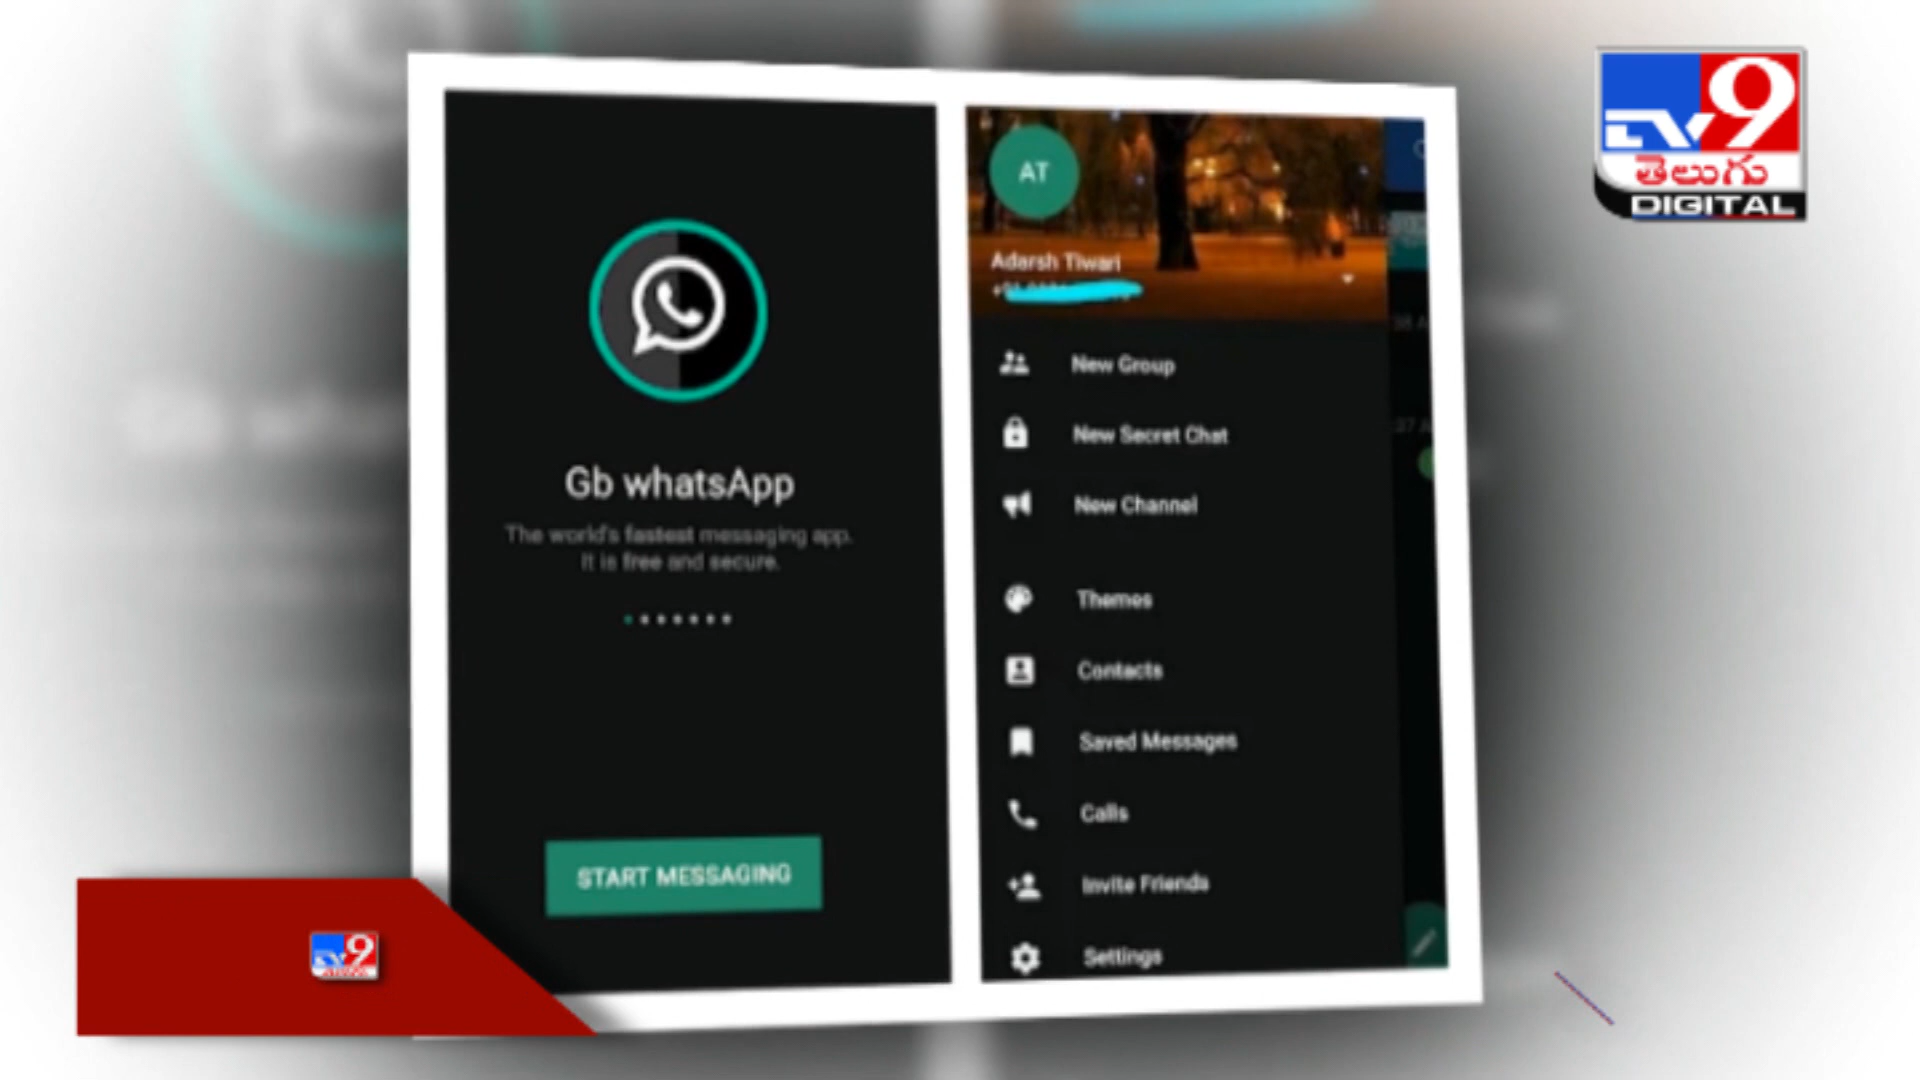 TV9
తెలుగు
DIGITAL
Gb whatsApp
The world's fastest messaging app.
It is free and secure.
START MESSAGING
AT
Adarsh Tiwari
New Group
New Secret Chat
New Channel
Themes
Contacts
Saved Messages
Calls
Invite Friends
Settings
TV9